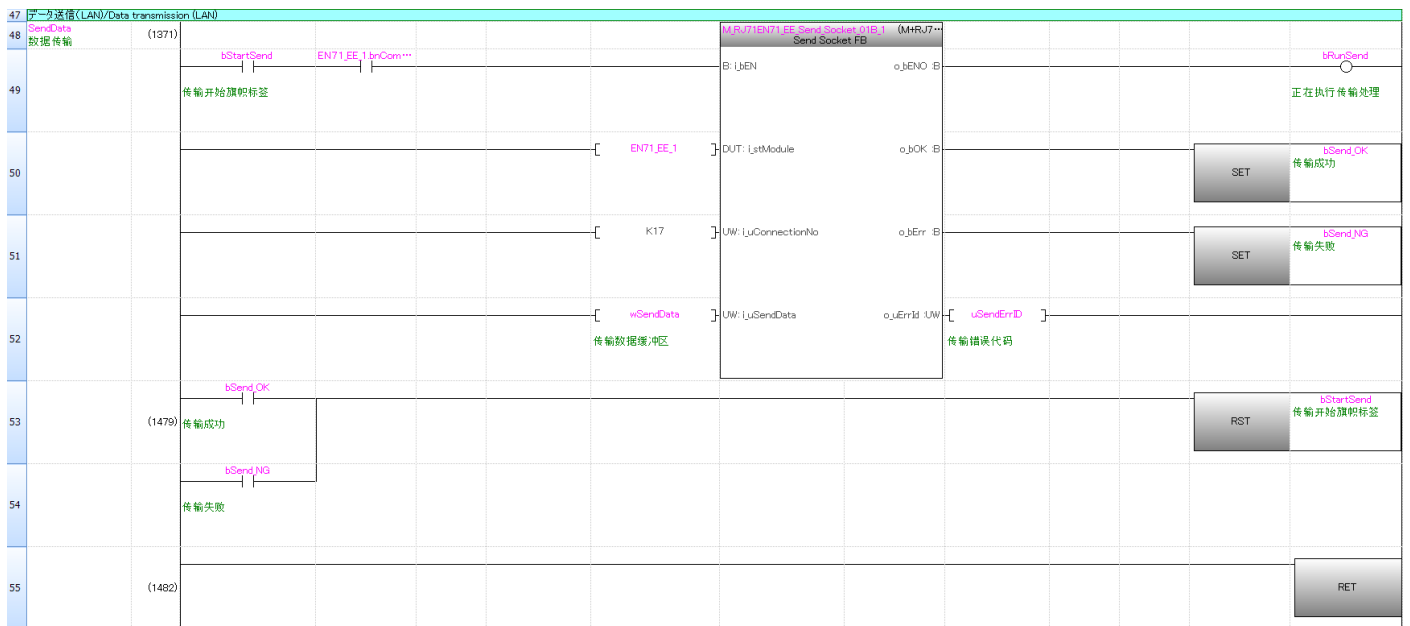 47 データ送信(LAN)/Data transmission (LAN)
48 SendData (1371) M_RJ71EN71_EE_Send_Socket_01B_1 (M+RJ7…
数据传输 Send Socket FB
49 bStartSend EN71_EE_1.bnCom… B: i_bEN o_bENO :B bRunSend
传输开始旗帜标签 正在执行传输处理
50 EN71_EE_1 DUT: i_stModule o_bOK :B SET bSend_OK
传输成功
51 K17 UW: i_uConnectionNo o_bErr :B SET bSend_NG
传输失败
52 wSendData UW: i_uSendData o_uErrId :UW uSendErrID
传输数据缓冲区 传输错误代码
53 (1479) bSend_OK RST bStartSend
传输成功 传输开始旗帜标签
54 bSend_NG
传输失败
55 (1482) RET